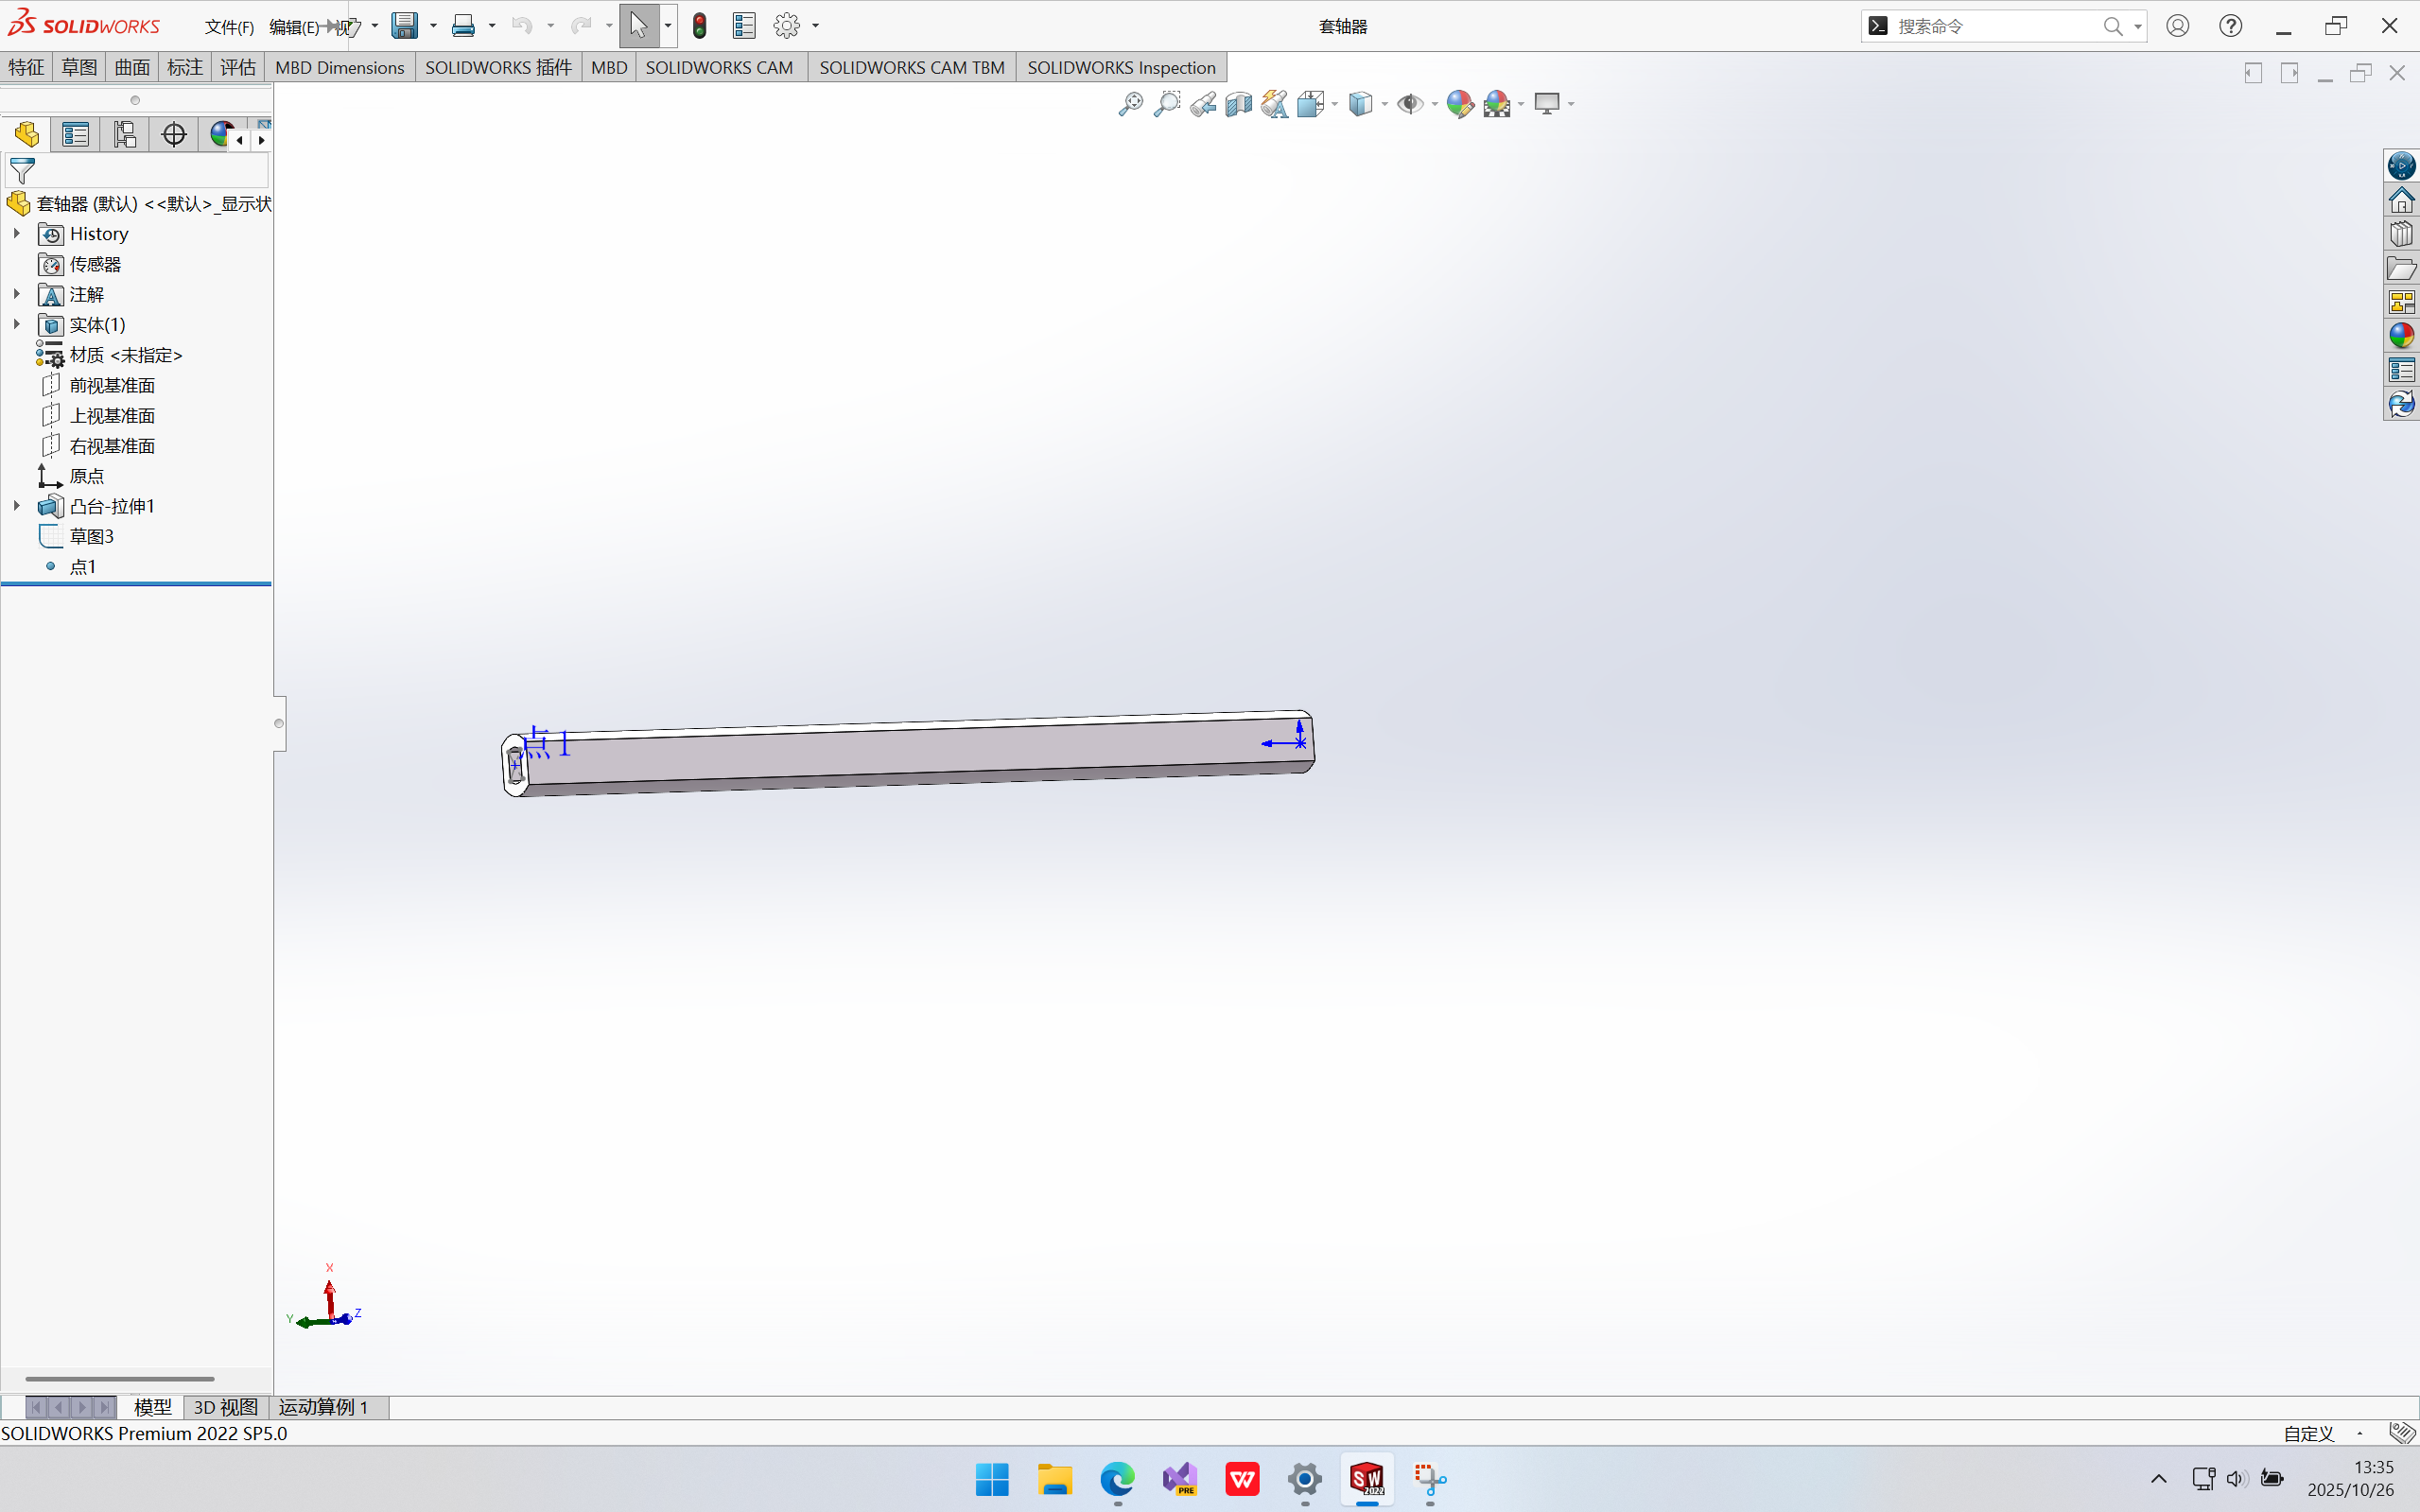 SOLIDWORKS 文件(F) 编辑(E) 视 套轴器 搜索命令
特征 草图 曲面 标注 评估 MBD Dimensions SOLIDWORKS 插件 MBD SOLIDWORKS CAM SOLIDWORKS CAM TBM SOLIDWORKS Inspection
套轴器 (默认) <<默认>_显示状
History
传感器
注解
实体(1)
材质 <未指定>
前视基准面
上视基准面
右视基准面
原点
凸台-拉伸1
草图3
点1
点1
X
Y Z
模型 3D 视图 运动算例 1
SOLIDWORKS Premium 2022 SP5.0 自定义
PRE
W
SW
2022
13:35
2025/10/26